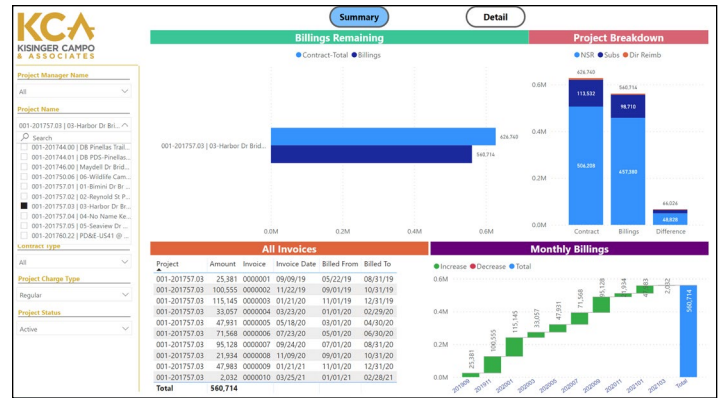 KCA
KISINGER CAMPO
& ASSOCIATES
Summary
Detail
Project Manager Name
All
Project Name
001-201757.03 | 03-Harbor Dr Bri...
Search
001-201744.00 | DB Pinellas Trail...
001-201744.01 | DB PDS-Pinellas...
001-201746.00 | Maydell Dr Brid...
001-201750.06 | 06-Wildlife Cam...
001-201757.01 | 01-Bimini Dr Br ...
001-201757.02 | 02-Reynold St P...
001-201757.03 | 03-Harbor Dr Br...
001-201757.04 | 04-No Name Ke...
001-201757.05 | 05-Seaview Dr ...
001-201760.22 | PD&E-US41 @ ...
Contract Type
All
Project Charge Type
Regular
Project Status
Active
Billings Remaining
Contract-Total Billings
001-201757.03 | 03-Harbor Dr Brid...
626,740
560,714
0.0M 0.2M 0.4M 0.6M
Project Breakdown
NSR Subs Dir Reimb
0.6M
0.4M
0.2M
0.0M
626,740
113,532
506,208
560,714
98,710
457,380
66,026
48,828
Contract Billings Difference
All Invoices
Project Amount Invoice Invoice Date Billed From Billed To
001-201757.03 25,381 0000001 09/09/19 05/22/19 08/31/19
001-201757.03 100,555 0000002 11/22/19 09/01/19 10/31/19
001-201757.03 115,145 0000003 01/21/20 11/01/19 12/31/19
001-201757.03 33,057 0000004 03/23/20 01/01/20 02/29/20
001-201757.03 47,931 0000005 05/18/20 03/01/20 04/30/20
001-201757.03 71,568 0000006 07/23/20 05/01/20 06/30/20
001-201757.03 95,128 0000007 09/24/20 07/01/20 08/31/20
001-201757.03 21,934 0000008 11/09/20 09/01/20 10/31/20
001-201757.03 47,983 0000009 01/21/21 11/01/20 12/31/20
001-201757.03 2,032 0000010 03/25/21 01/01/21 02/28/21
Total 560,714
Monthly Billings
Increase Decrease Total
0.6M
0.4M
0.2M
0.0M
25,381
100,555
115,145
33,057
47,931
71,568
95,128
21,934
47,983
2,032
560,714
201909 201911 202001 202003 202005 202007 202009 202011 202101 202103 Total